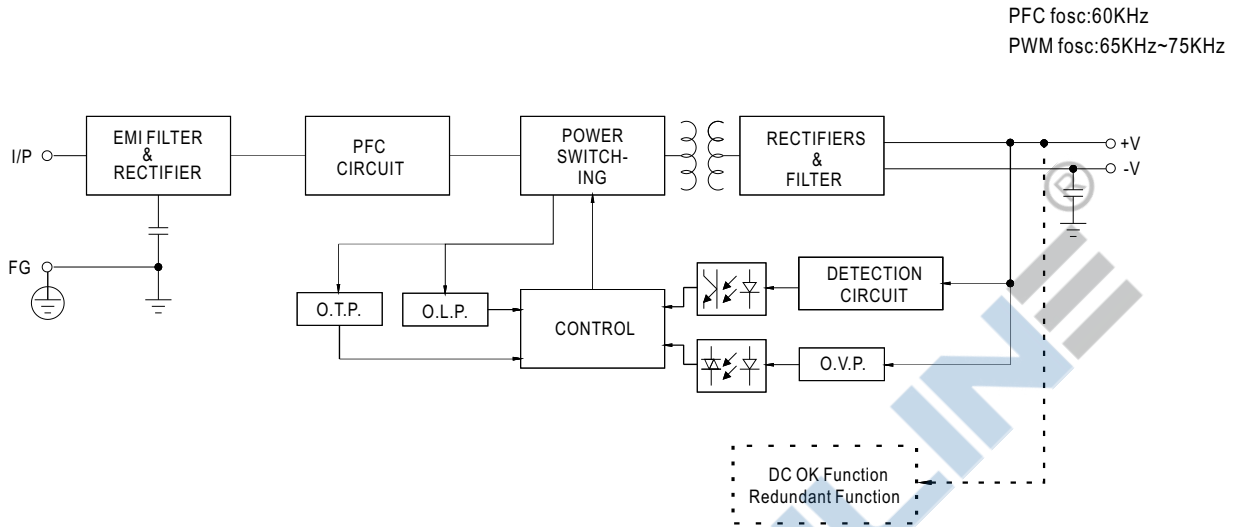 PFC fosc:60KHz
PWM fosc:65KHz~75KHz
I/P
EMI FILTER
&
RECTIFIER
PFC
CIRCUIT
POWER
SWITCH-
ING
RECTIFIERS
&
FILTER
+V
-V
®
FG
O.T.P.
O.L.P.
CONTROL
DETECTION
CIRCUIT
O.V.P.
DC OK Function
Redundant Function
LINE